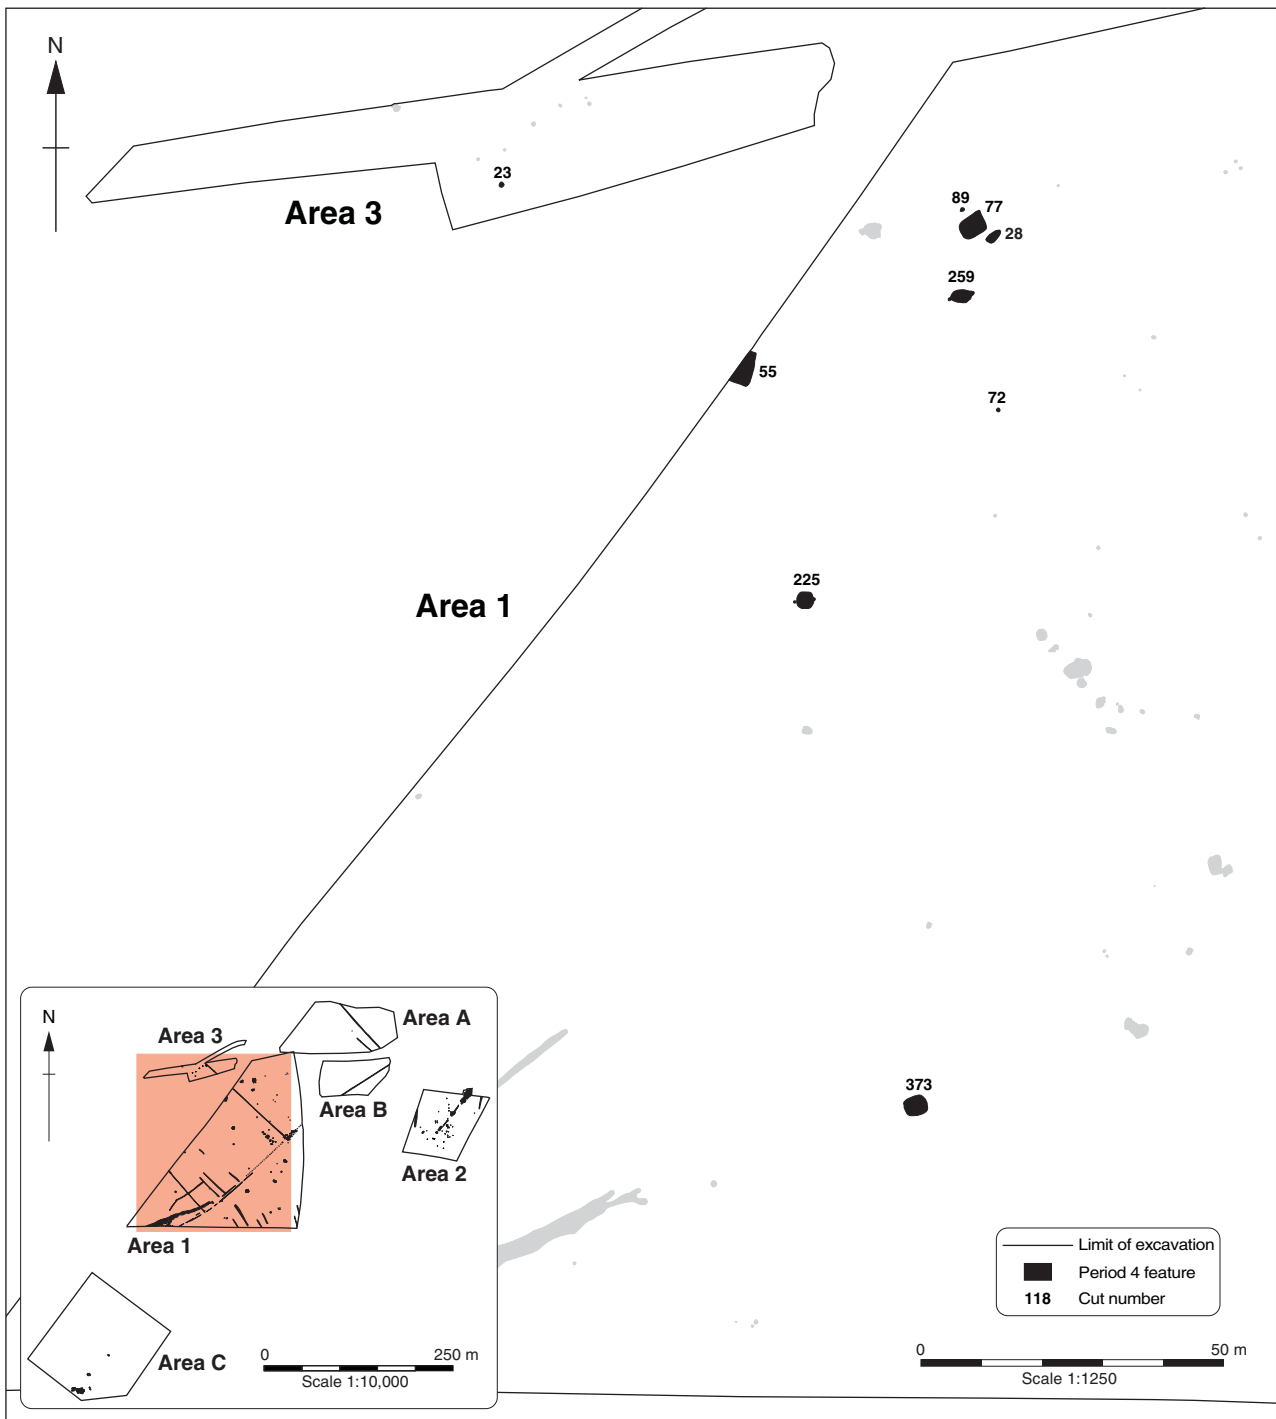 N
23
Area 3
89
77
28
259
55
72
225
Area 1
373
N
Area 3
Area A
Area B
Area 2
Area 1
Area C
0 250 m
Scale 1:10,000
Limit of excavation
Period 4 feature
118 Cut number
0 50 m
Scale 1:1250